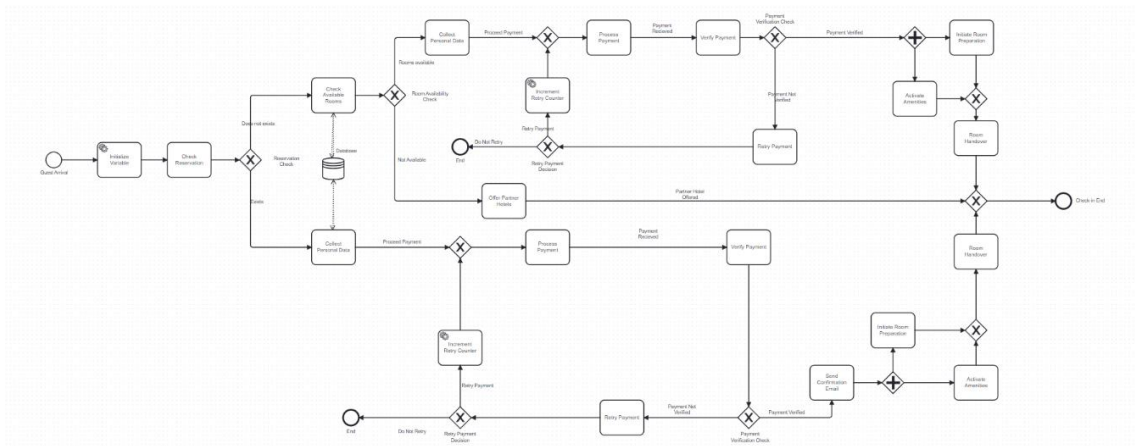 Guest Arrival
Initialize
Variable
Check
Reservation
Does not exists
Exists
Reservation
Check
Check
Available
Rooms
Database
Rooms available
Room Availability
Check
Not Available
Collect
Personal Data
Proceed Payment
Process
Payment
Payment
Recieved
Verify Payment
Payment
Verification Check
Payment Verified
Initiate Room
Preparation
Activate
Amenities
Room
Handover
Payment Not
Verified
Retry Payment
Retry Payment
Decision
Retry Payment
Increment
Retry Counter
Do Not Retry
End
Offer Partner
Hotels
Partner Hotel
Offered
Check in End
Collect
Personal Data
Proceed Payment
Process
Payment
Payment
Recieved
Verify Payment
Payment
Verification Check
Payment Not
Verified
Retry Payment
Retry Payment
Decision
Retry Payment
Increment
Retry Counter
Do Not Retry
End
Payment Verified
Send
Confirmation
Email
Initiate Room
Preparation
Activate
Amenities
Room
Handover